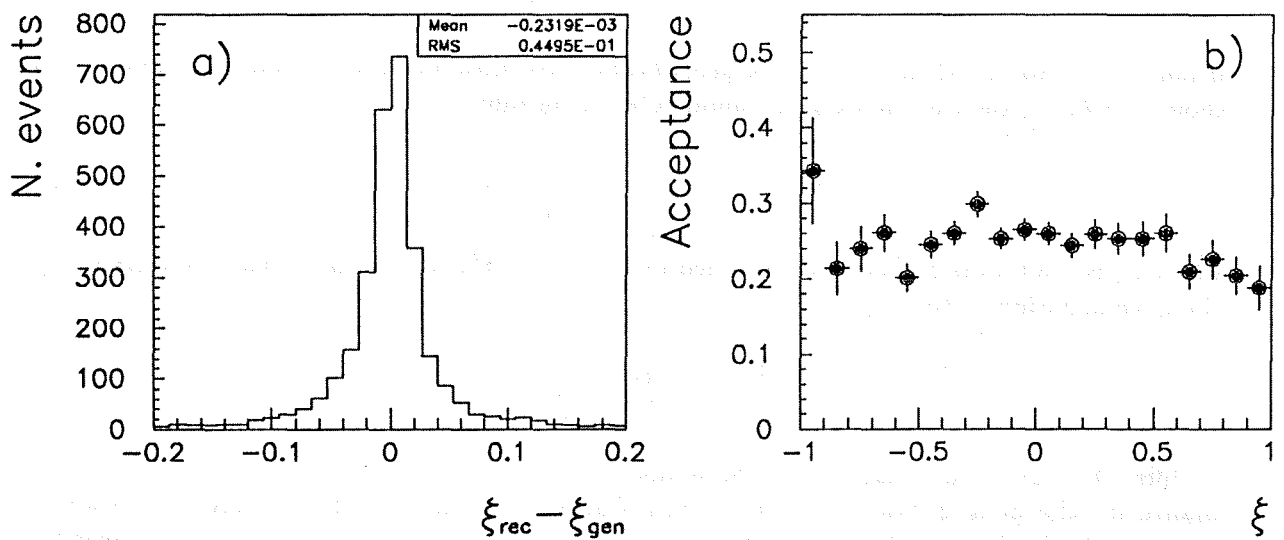 N. events
800
700
600
500
400
300
200
100
0
a)
Mean -0.2319E-03
RMS 0.4495E-01
-0.2 -0.1 0 0.1 0.2
ξrec-ξgen
Acceptance
0.5
0.4
0.3
0.2
0.1
0
b)
-1 -0.5 0 0.5 1
ξ